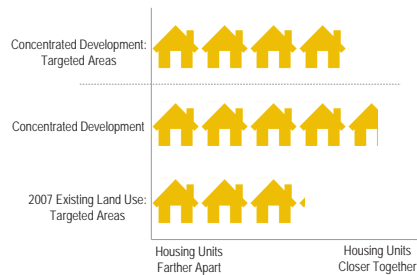 Concentrated Development:
Targeted Areas
Concentrated Development
2007 Existing Land Use:
Targeted Areas
Housing Units
Farther Apart
Housing Units
Closer Together